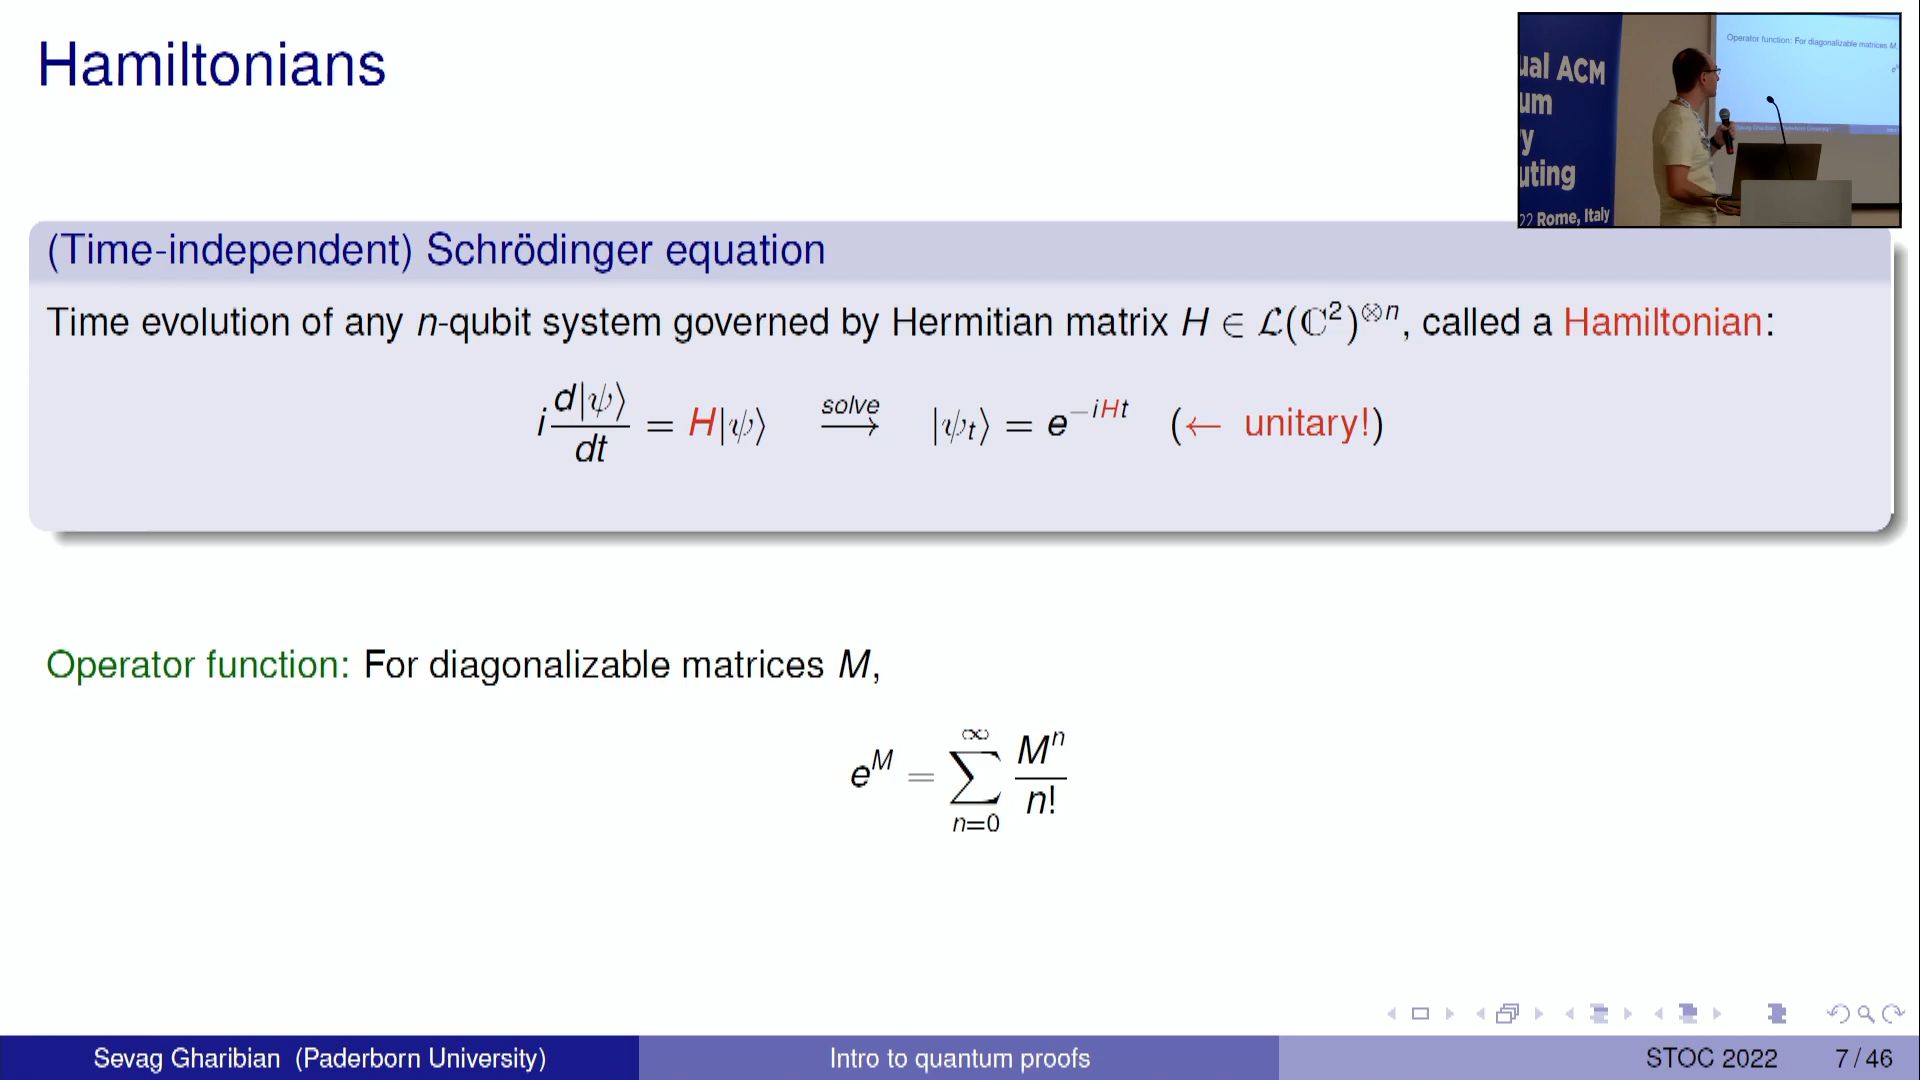 Hamiltonians
ual ACM
um
y
uting
22 Rome, Italy
Operator function: For diagonalizable matrices M,
(Time-independent) Schrödinger equation
Time evolution of any n-qubit system governed by Hermitian matrix H ∈ 𝓛(ℂ²)^⊗n, called a Hamiltonian:
i d|ψ⟩/dt = H|ψ⟩ solve⟶ |ψₜ⟩ = e^−iHt (← unitary!)
Operator function: For diagonalizable matrices M,
e^M = ∑_{n=0}^{∞} M^n/n!
Sevag Gharibian (Paderborn University) Intro to quantum proofs STOC 2022 7 / 46